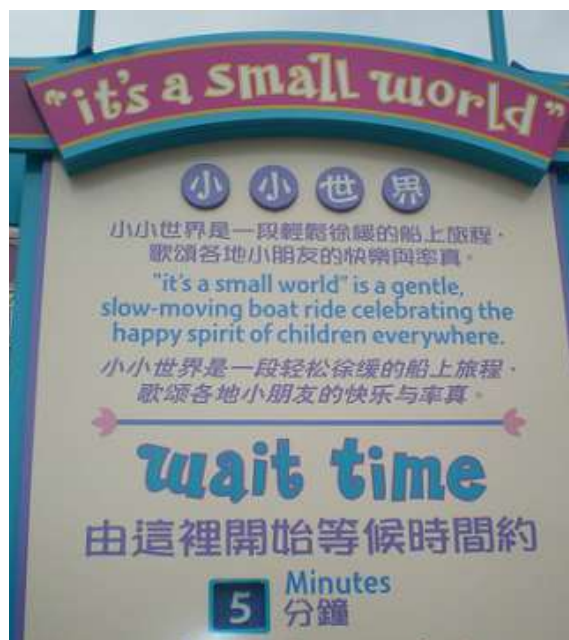 "it's a small world"
小小世界
小小世界是一段輕鬆徐緩的船上旅程，
歌頌各地小朋友的快樂與率真。
"it's a small world" is a gentle,
slow-moving boat ride celebrating the
happy spirit of children everywhere.
小小世界是一段轻松徐缓的船上旅程，
歌颂各地小朋友的快乐与率真。
wait time
由這裡開始等候時間約
5 Minutes
分鐘